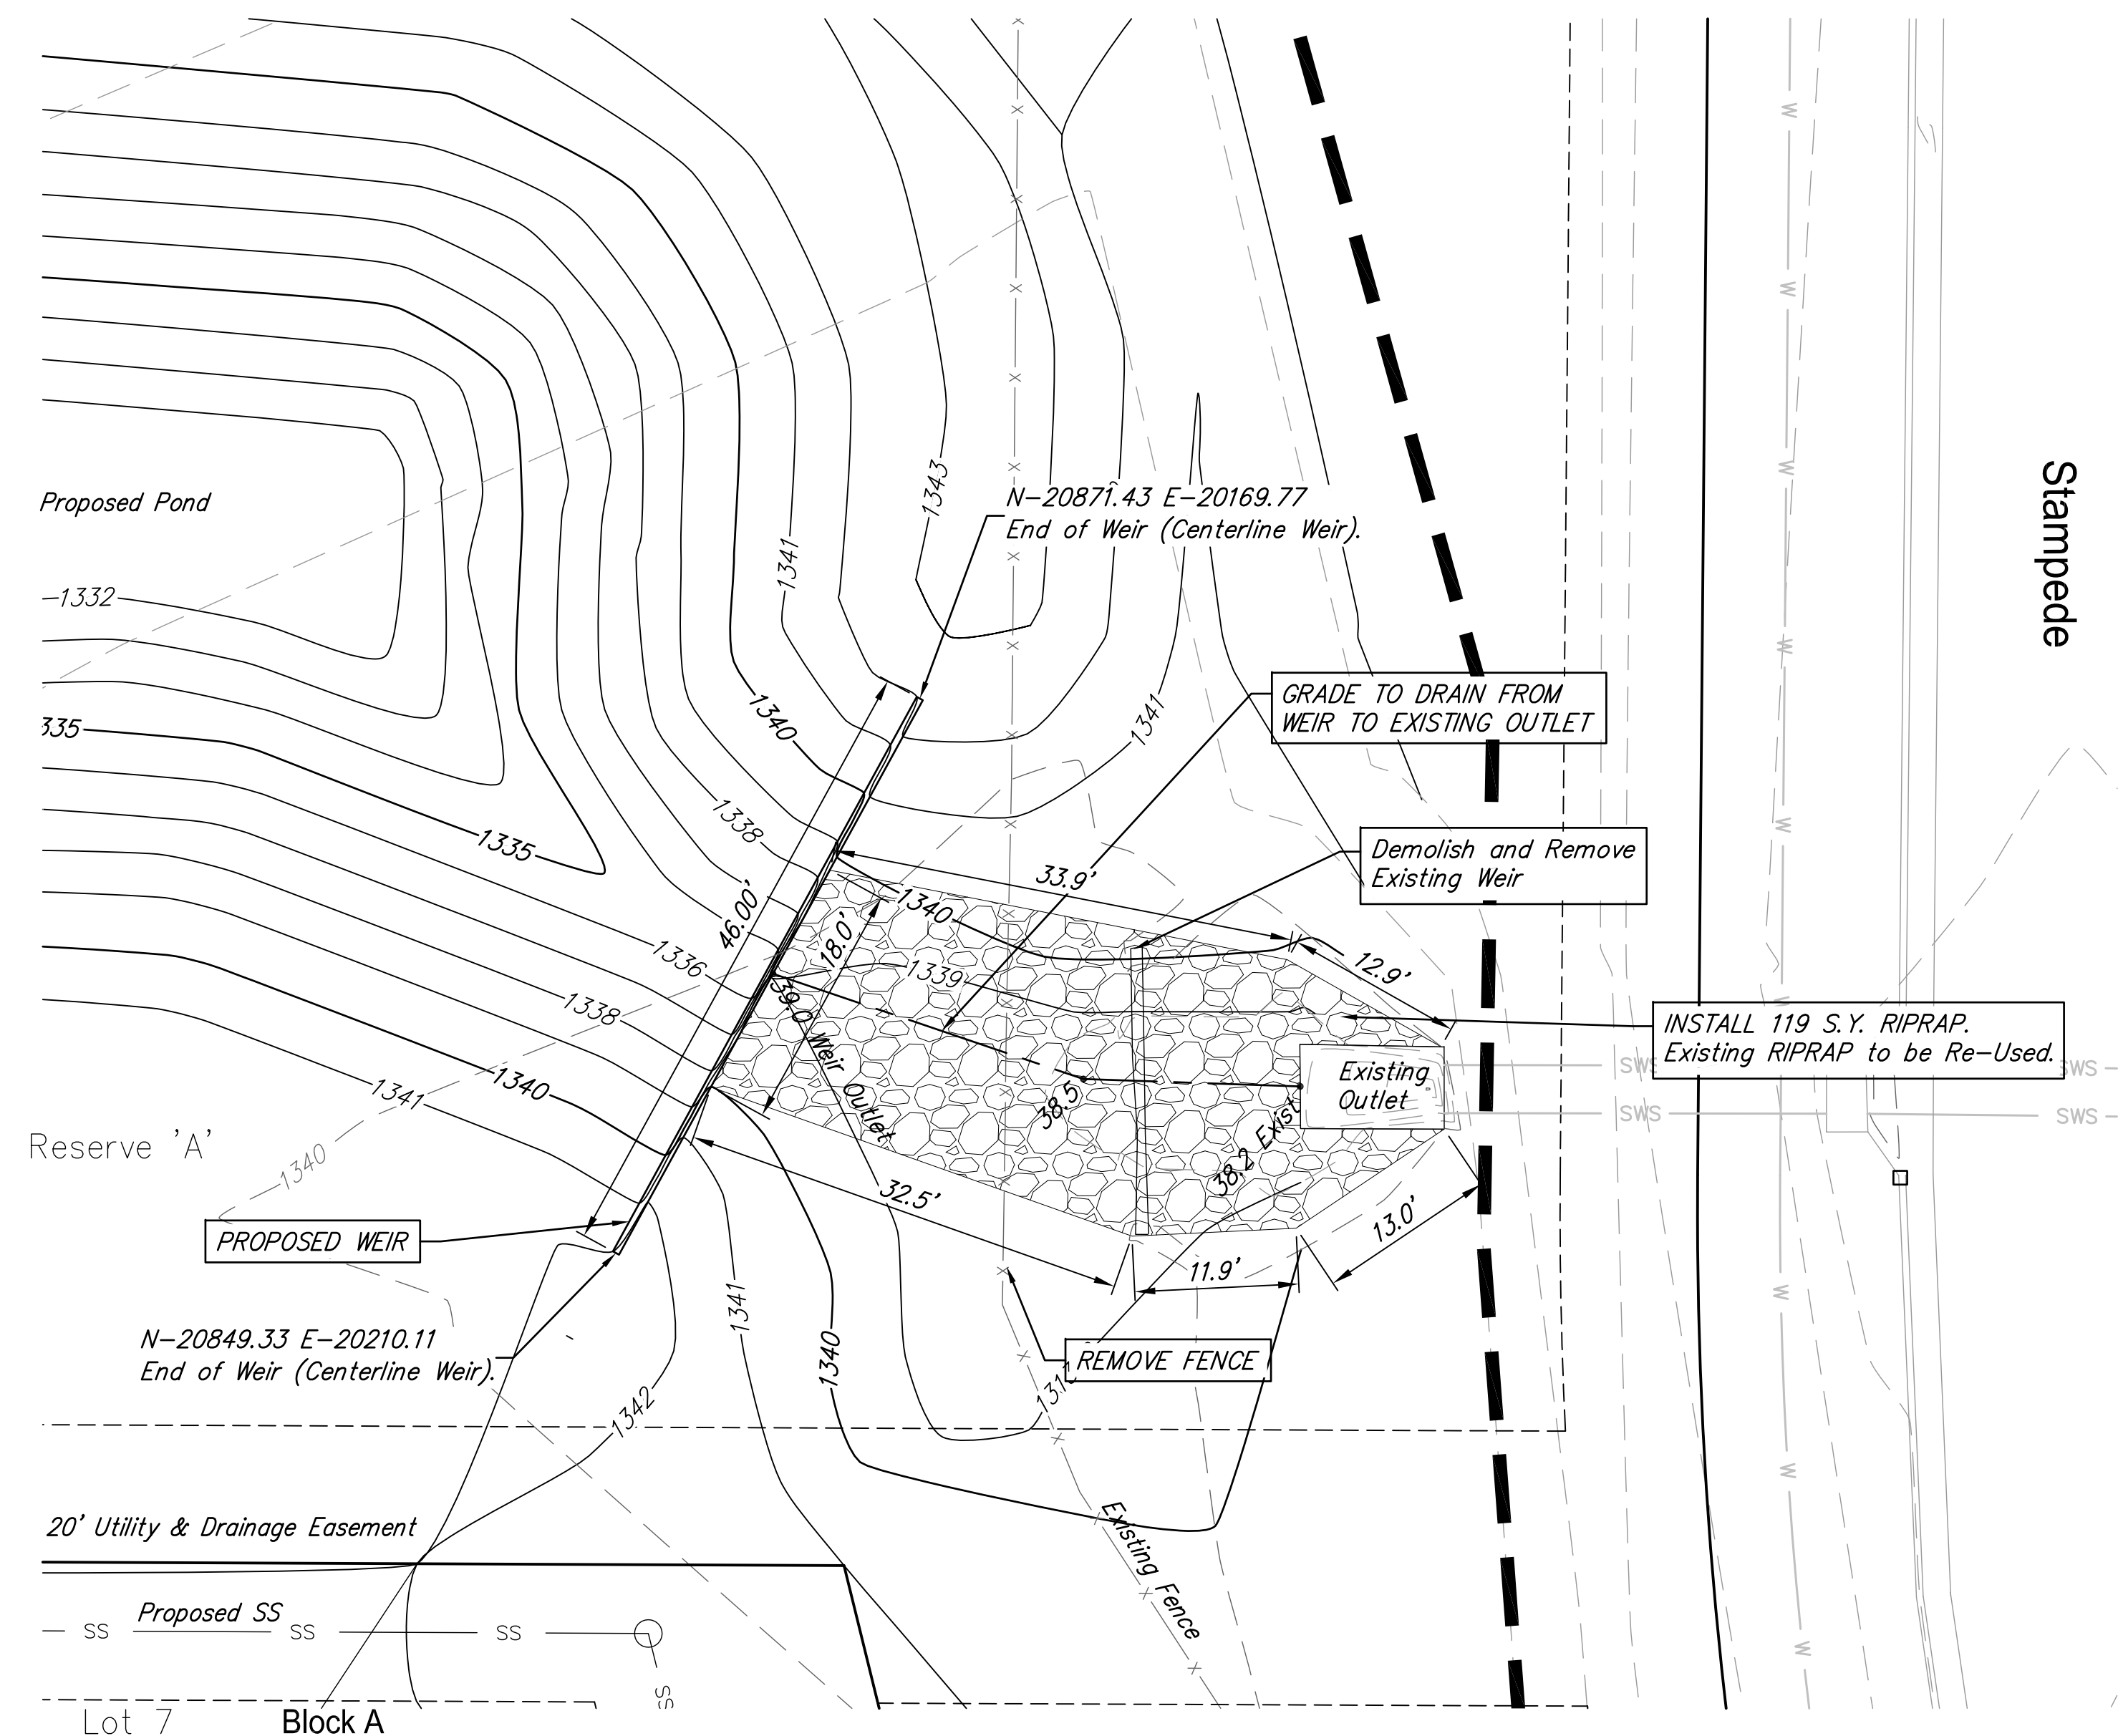 Stampede
1343
N-20871.43 E-20169.77
End of Weir (Centerline Weir).
Proposed Pond
1341
1332
GRADE TO DRAIN FROM
WEIR TO EXISTING OUTLET
1340
1341
335
1338
1335
Demolish and Remove
Existing Weir
33.9'
46.00'
18.0'
1340
1339
12.9'
1336
1338
39.0 Weir Outlet
INSTALL 119 S.Y. RIPRAP.
Existing RIPRAP to be Re-Used.
SWS
SWS
SWS
SWS
Existing
Outlet
38.5
38.2 Exist
1340
1341
Reserve 'A'
1340
32.5'
13.0'
11.9'
PROPOSED WEIR
1341
1340
N-20849.33 E-20210.11
End of Weir (Centerline Weir).
REMOVE FENCE
1342
20' Utility & Drainage Easement
Existing Fence
Proposed SS
SS
SS
SS
SS
Lot 7
Block A
W
W
W
W
W
W
W
W
W